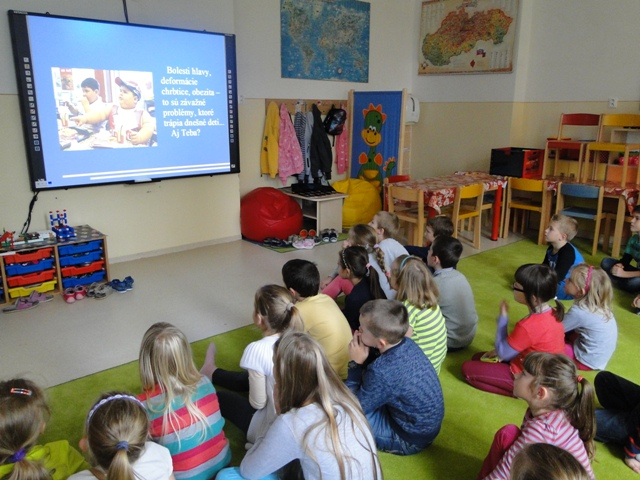 Bolesti hlavy,
deformácie
chrbtice, obezita –
to sú závažné
problémy, ktoré
trápia dnešné deti...
Aj Teba?